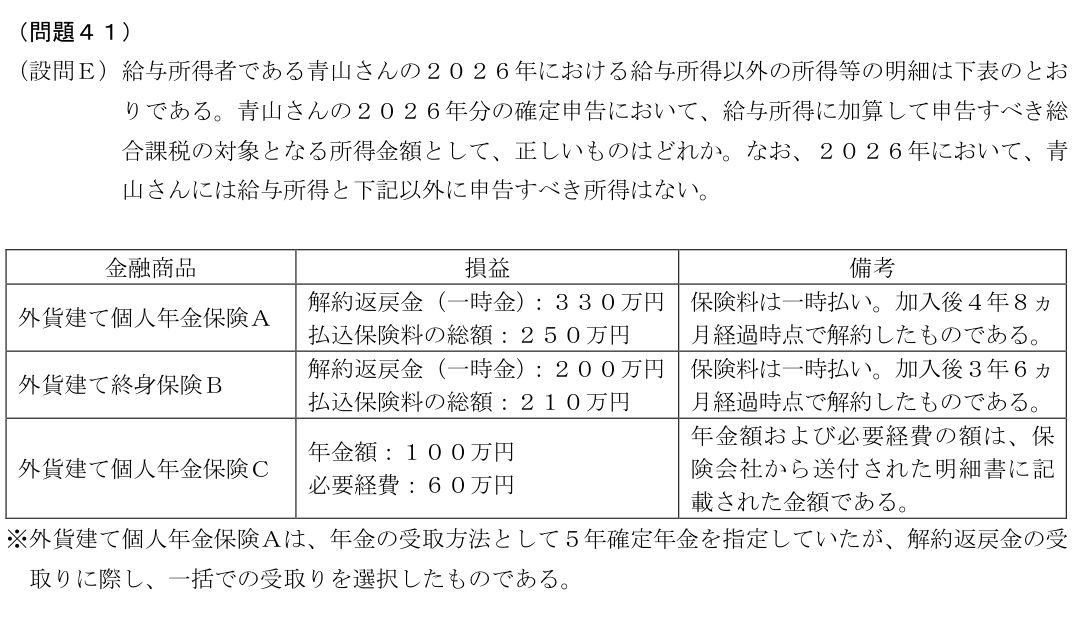 （問題４１）
（設問Ｅ）給与所得者である青山さんの２０２６年における給与所得以外の所得等の明細は下表のとお
りである。青山さんの２０２６年分の確定申告において、給与所得に加算して申告すべき総
合課税の対象となる所得金額として、正しいものはどれか。なお、２０２６年において、青
山さんには給与所得と下記以外に申告すべき所得はない。
金融商品 損益 備考
外貨建て個人年金保険Ａ
解約返戻金（一時金）：３３０万円
払込保険料の総額：２５０万円
保険料は一時払い。加入後４年８ヵ
月経過時点で解約したものである。
外貨建て終身保険Ｂ
解約返戻金（一時金）：２００万円
払込保険料の総額：２１０万円
保険料は一時払い。加入後３年６ヵ
月経過時点で解約したものである。
外貨建て個人年金保険Ｃ
年金額：１００万円
必要経費：６０万円
年金額および必要経費の額は、保
険会社から送付された明細書に記
載された金額である。
※外貨建て個人年金保険Ａは、年金の受取方法として５年確定年金を指定していたが、解約返戻金の受
取りに際し、一括での受取りを選択したものである。